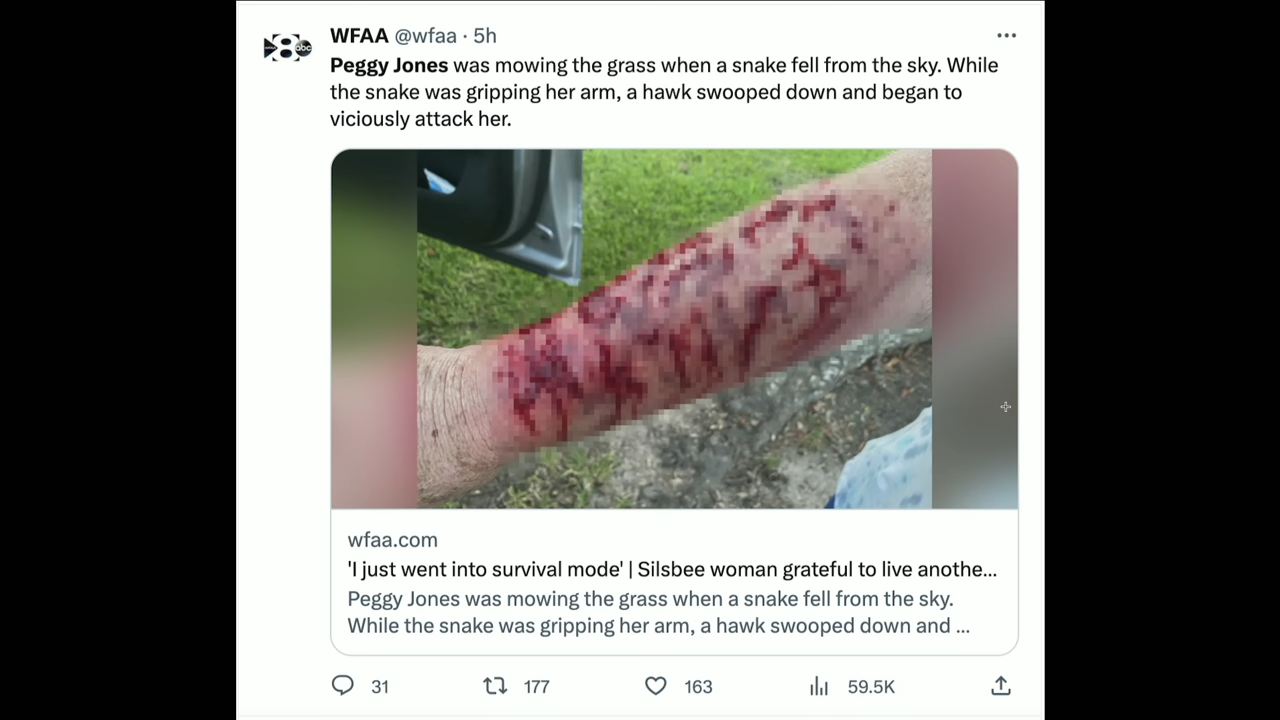 WFAA @wfaa · 5h
Peggy Jones was mowing the grass when a snake fell from the sky. While
the snake was gripping her arm, a hawk swooped down and began to
viciously attack her.
wfaa.com
'I just went into survival mode' | Silsbee woman grateful to live anothe...
Peggy Jones was mowing the grass when a snake fell from the sky.
While the snake was gripping her arm, a hawk swooped down and ...
31 177 163 59.5K